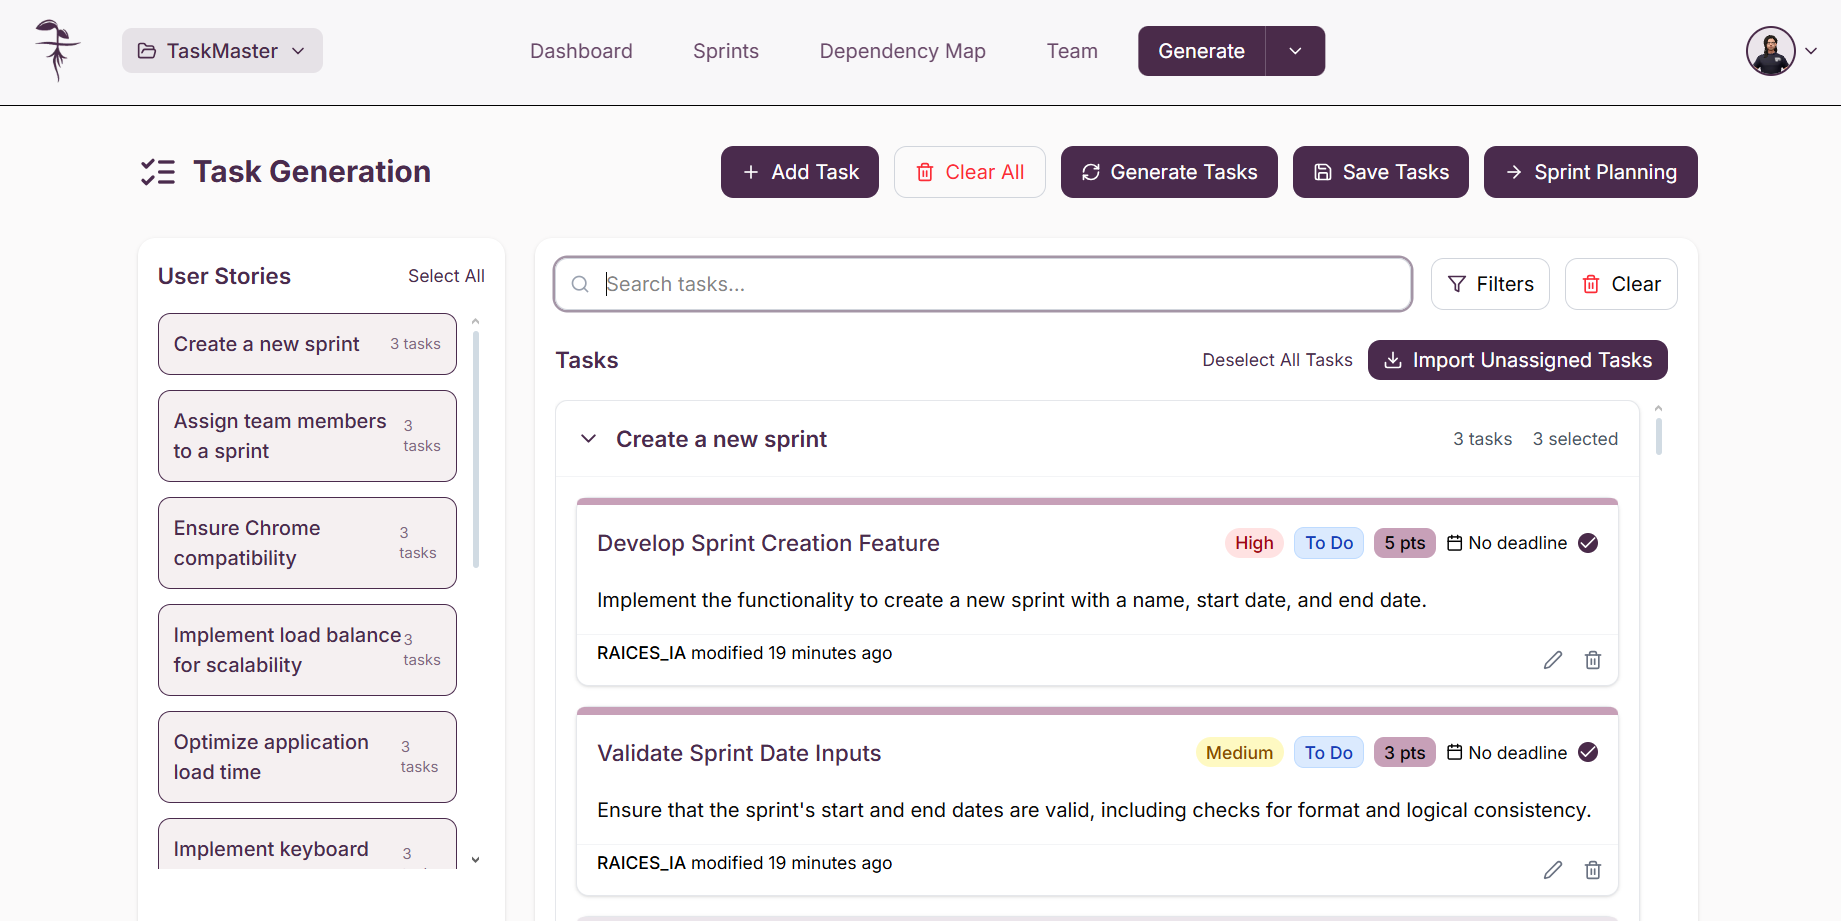 TaskMaster
Dashboard
Sprints
Dependency Map
Team
Generate
Task Generation
Add Task
Clear All
Generate Tasks
Save Tasks
Sprint Planning
User Stories
Select All
Create a new sprint
3 tasks
Assign team members
to a sprint
3
tasks
Ensure Chrome
compatibility
3
tasks
Implement load balance
for scalability
3
tasks
Optimize application
load time
3
tasks
Implement keyboard
3
Search tasks...
Filters
Clear
Tasks
Deselect All Tasks
Import Unassigned Tasks
Create a new sprint
3 tasks
3 selected
Develop Sprint Creation Feature
High
To Do
5 pts
No deadline
Implement the functionality to create a new sprint with a name, start date, and end date.
RAICES_IA modified 19 minutes ago
Validate Sprint Date Inputs
Medium
To Do
3 pts
No deadline
Ensure that the sprint's start and end dates are valid, including checks for format and logical consistency.
RAICES_IA modified 19 minutes ago